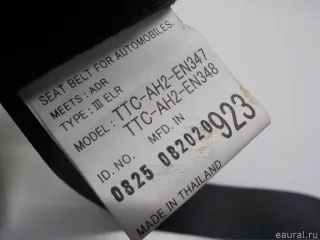 SEAT BELT FOR AUTOMOBILES.
MEETS: ADR
TYPE: III ELR
MODEL: TTC-AH2-EN347
TTC-AH2-EN348
ID. NO. MFD. IN
0825 082020923
MADE IN THAILAND
eaural.ru